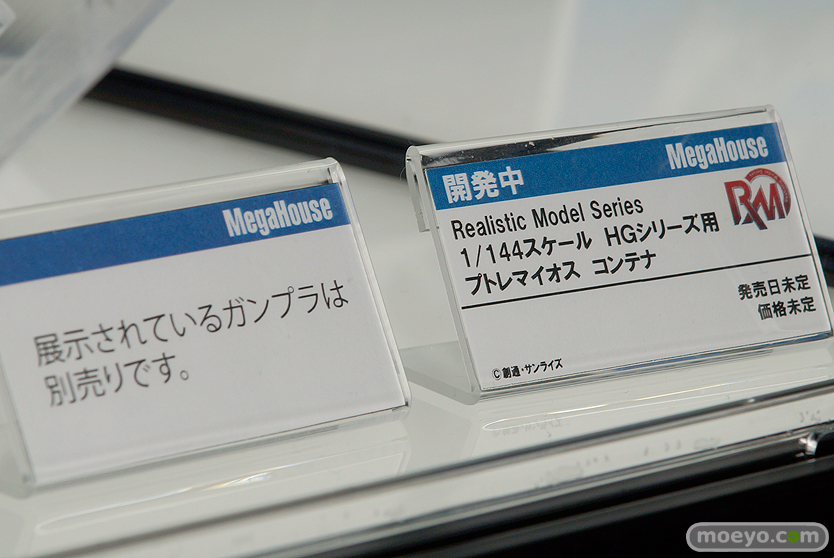 MegaHouse
展示されているガンプラは
別売りです。
開発中
MegaHouse
Realistic Model Series
1/144スケール HGシリーズ用
プトレマイオス コンテナ
RM
発売日未定
価格未定
©創通・サンライズ
moeyo.com